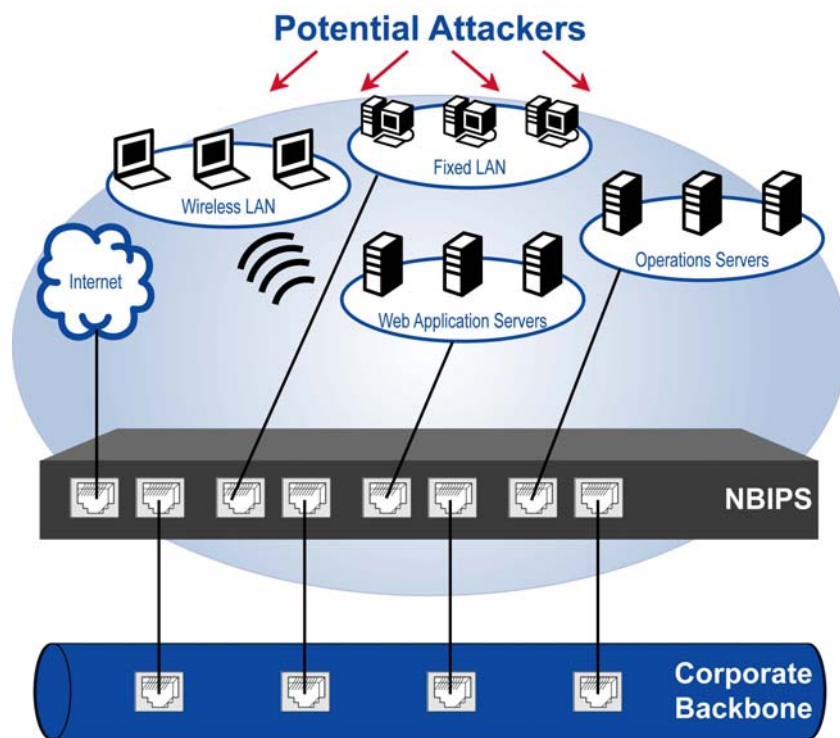 Potential Attackers
Fixed LAN
Wireless LAN
Operations Servers
Internet
Web Application Servers
NBIPS
Corporate
Backbone